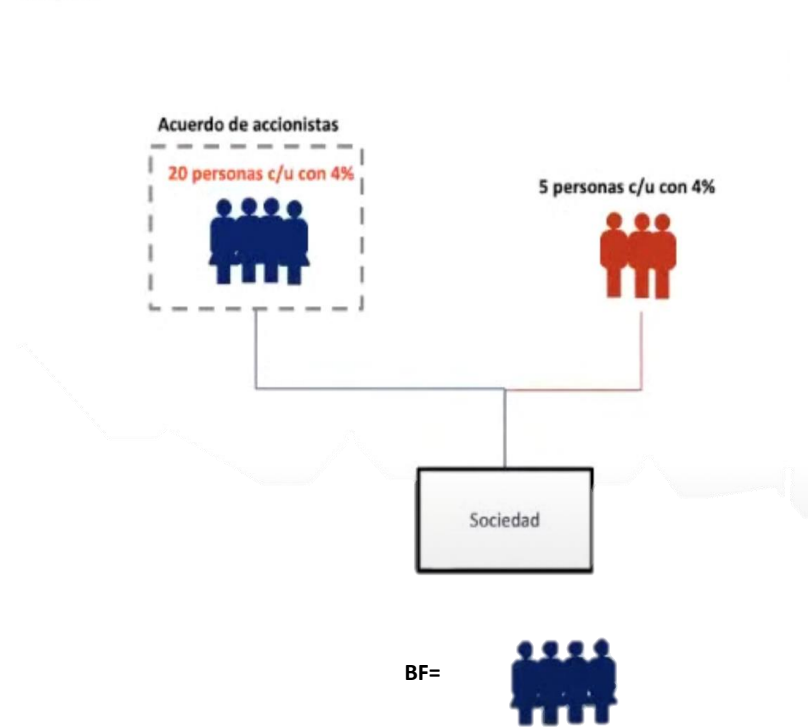 Acuerdo de accionistas
20 personas c/u con 4%
5 personas c/u con 4%
Sociedad
BF=